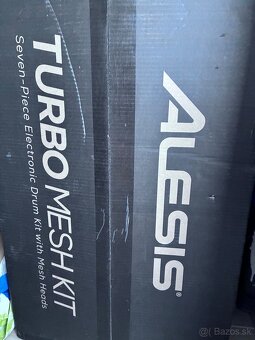 ALESIS®
TURBO MESH KIT
Seven-Piece Electronic Drum Kit with Mesh Heads
Bazos.sk